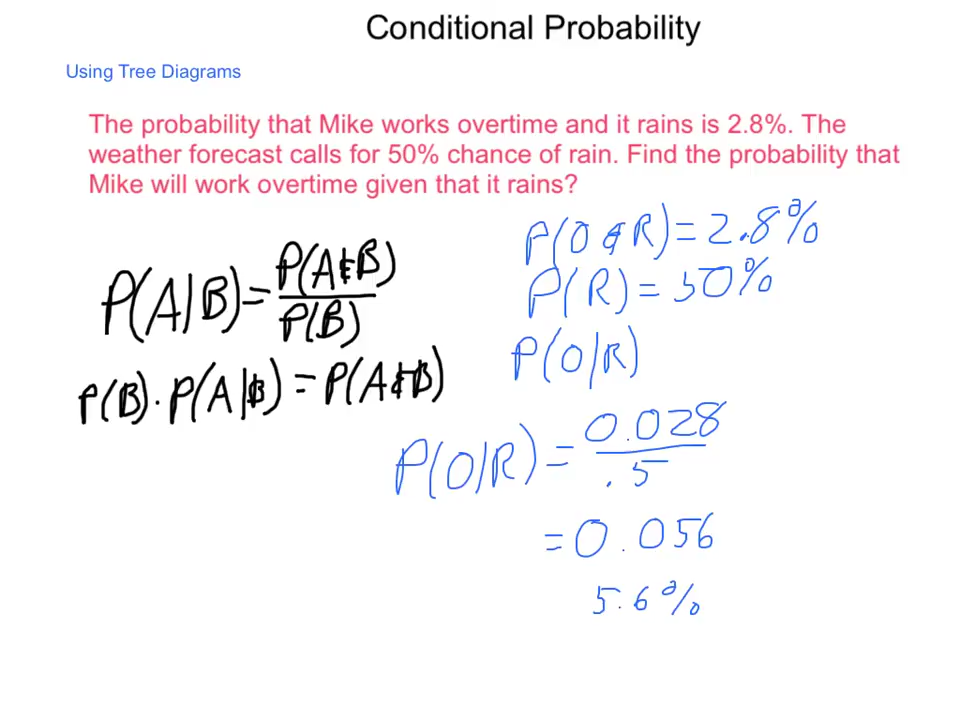 Conditional Probability
Using Tree Diagrams
The probability that Mike works overtime and it rains is 2.8%. The
weather forecast calls for 50% chance of rain. Find the probability that
Mike will work overtime given that it rains?
P(A|B) = P(A&B)/P(B)
P(B) · P(A|B) = P(A&B)
P(O&R) = 2.8%
P(R) = 50%
P(O|R)
P(O|R) = 0.028/.5
= 0.056
5.6%